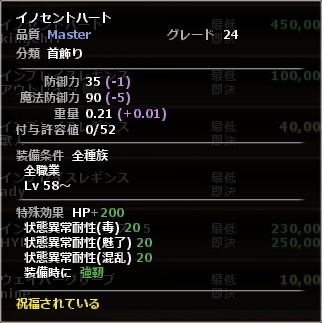 イノセントハート
品質 Master グレード 24
分類 首飾り
防御力 35 (-1)
魔法防御力 90 (-5)
重量 0.21 (+0.01)
付与許容値 0/52
装備条件 全種族
全職業
Lv 58～
特殊効果 HP+200
状態異常耐性(毒) 20
状態異常耐性(魅了) 20
状態異常耐性(混乱) 20
装備時に 強靭
祝福されている